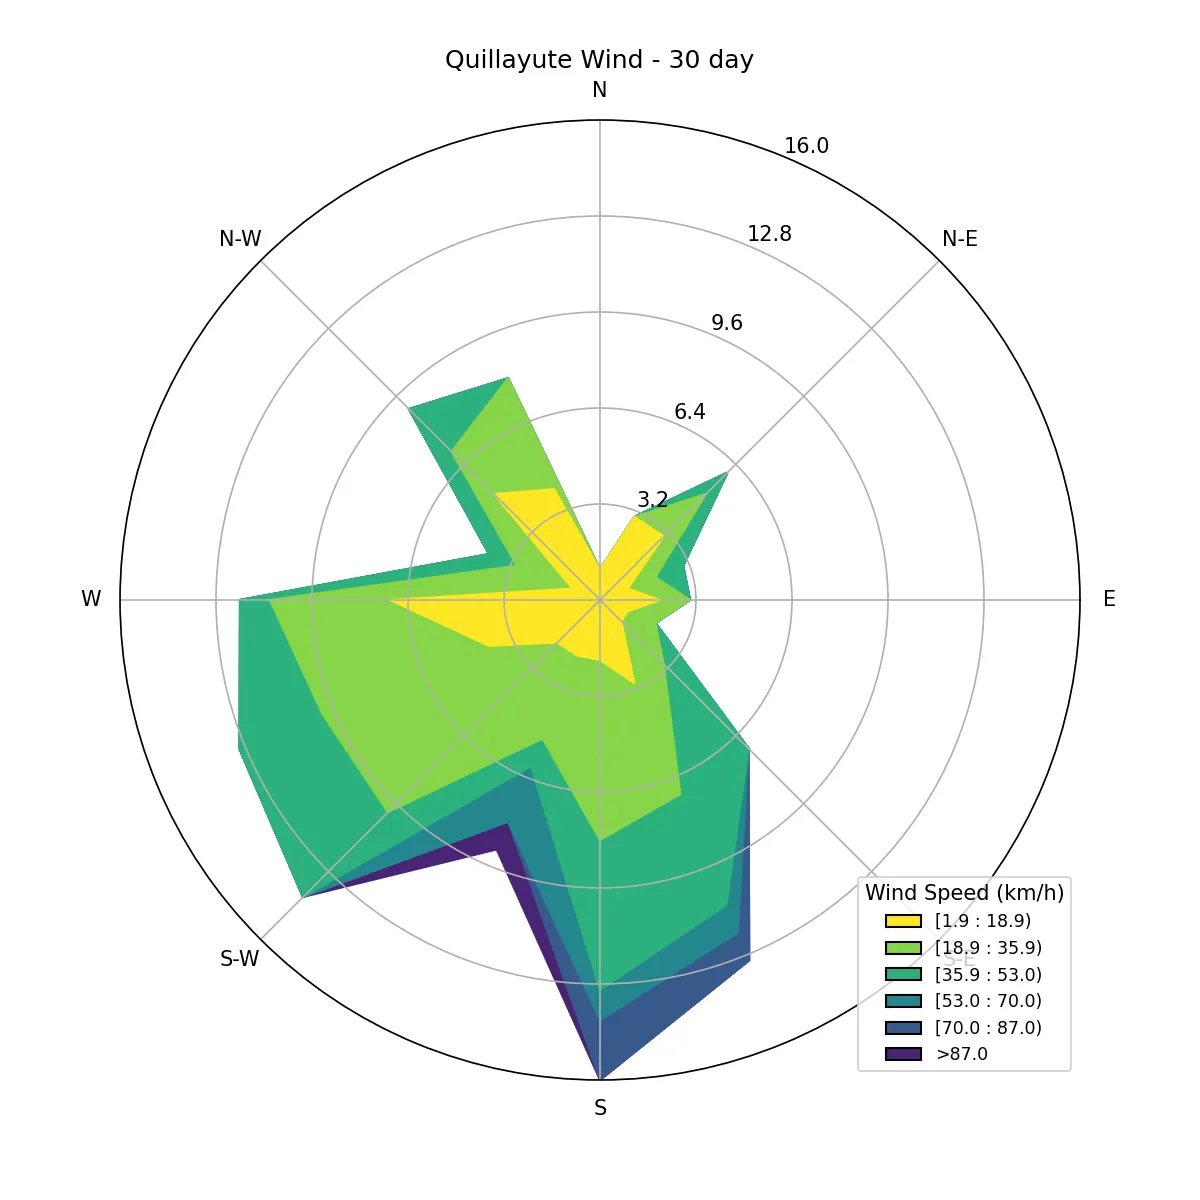 Quillayute Wind - 30 day
N
16.0
12.8
N-W
N-E
9.6
6.4
3.2
W
E
Wind Speed (km/h)
[1.9 : 18.9)
[18.9 : 35.9)
S-W
S-E
[35.9 : 53.0)
[53.0 : 70.0)
[70.0 : 87.0)
>87.0
S